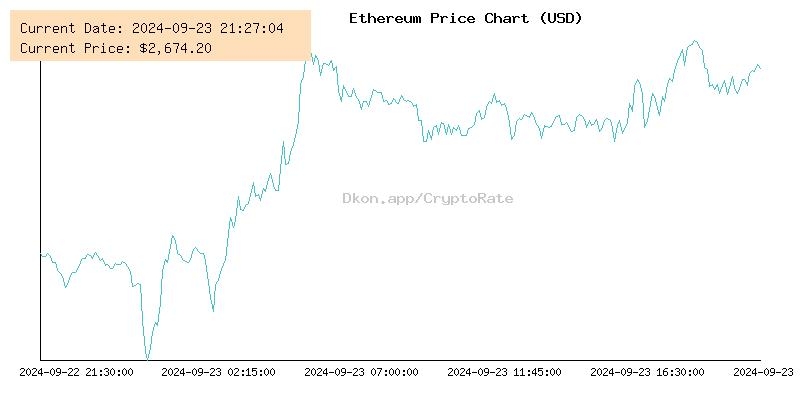 Ethereum Price Chart (USD)
Current Date: 2024-09-23 21:27:04
Current Price: $2,674.20
Dkon.app/CryptoRate
2024-09-22 21:30:00
2024-09-23 02:15:00
2024-09-23 07:00:00
2024-09-23 11:45:00
2024-09-23 16:30:00
2024-09-23